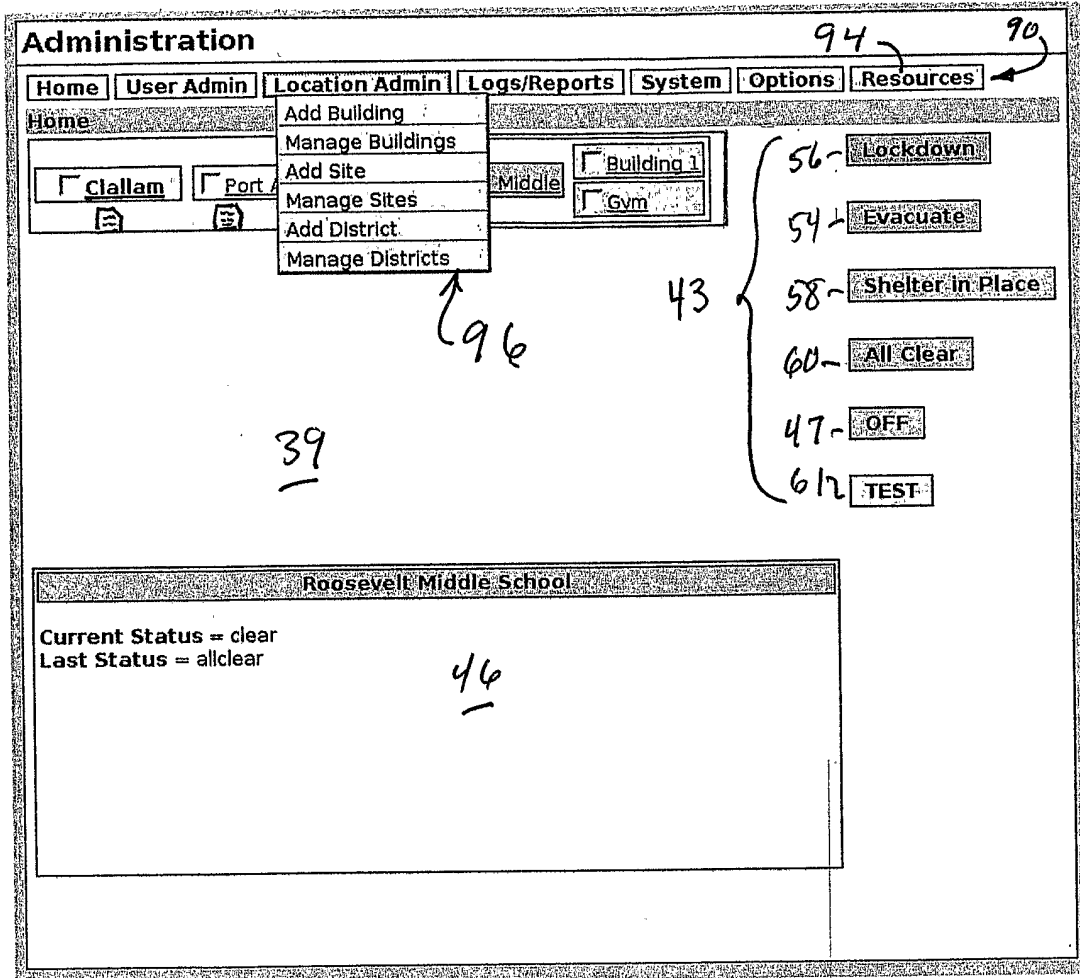 Administration
94 90
Home User Admin Location Admin Logs/Reports System Options Resources
Home
Add Building
Manage Buildings
Add Site
Manage Sites
Add District
Manage Districts
Clallam Port Middle Building 1
Gym
96
43
56 Lockdown
54 Evacuate
58 Shelter in Place
60 All Clear
47 OFF
TEST
39
Roosevelt Middle School
Current Status = clear
Last Status = allclear
46